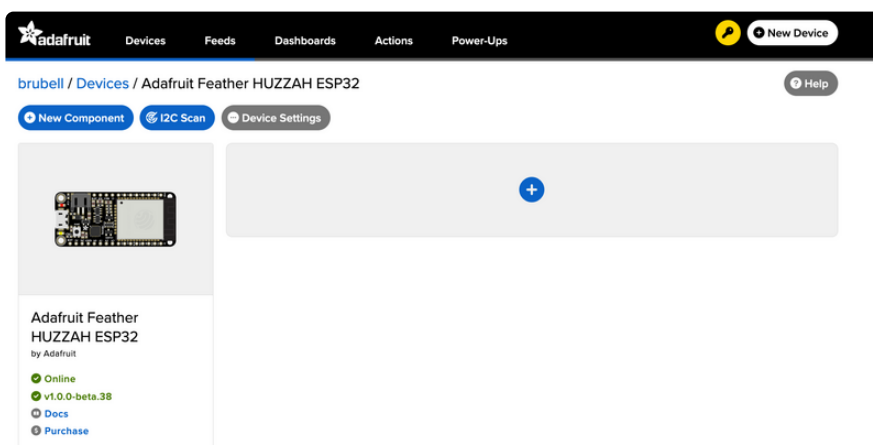 adafruit Devices Feeds Dashboards Actions Power-Ups New Device
brubell / Devices / Adafruit Feather HUZZAH ESP32 Help
New Component I2C Scan Device Settings
Adafruit Feather
HUZZAH ESP32
by Adafruit
Online
v1.0.0-beta.38
Docs
Purchase